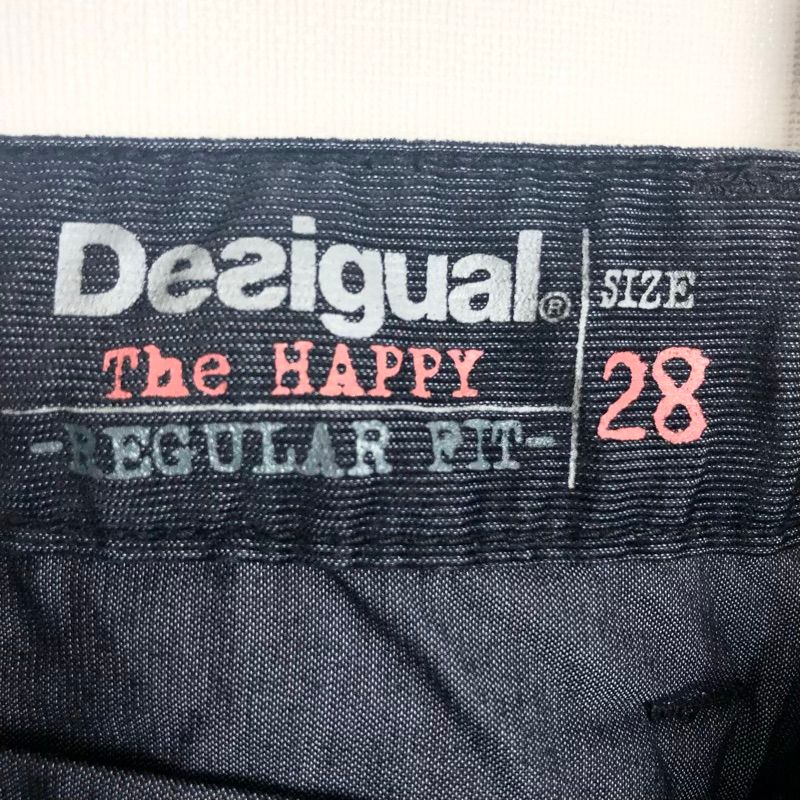 Desigual®
The HAPPY
-REGULAR FIT-
SIZE
28